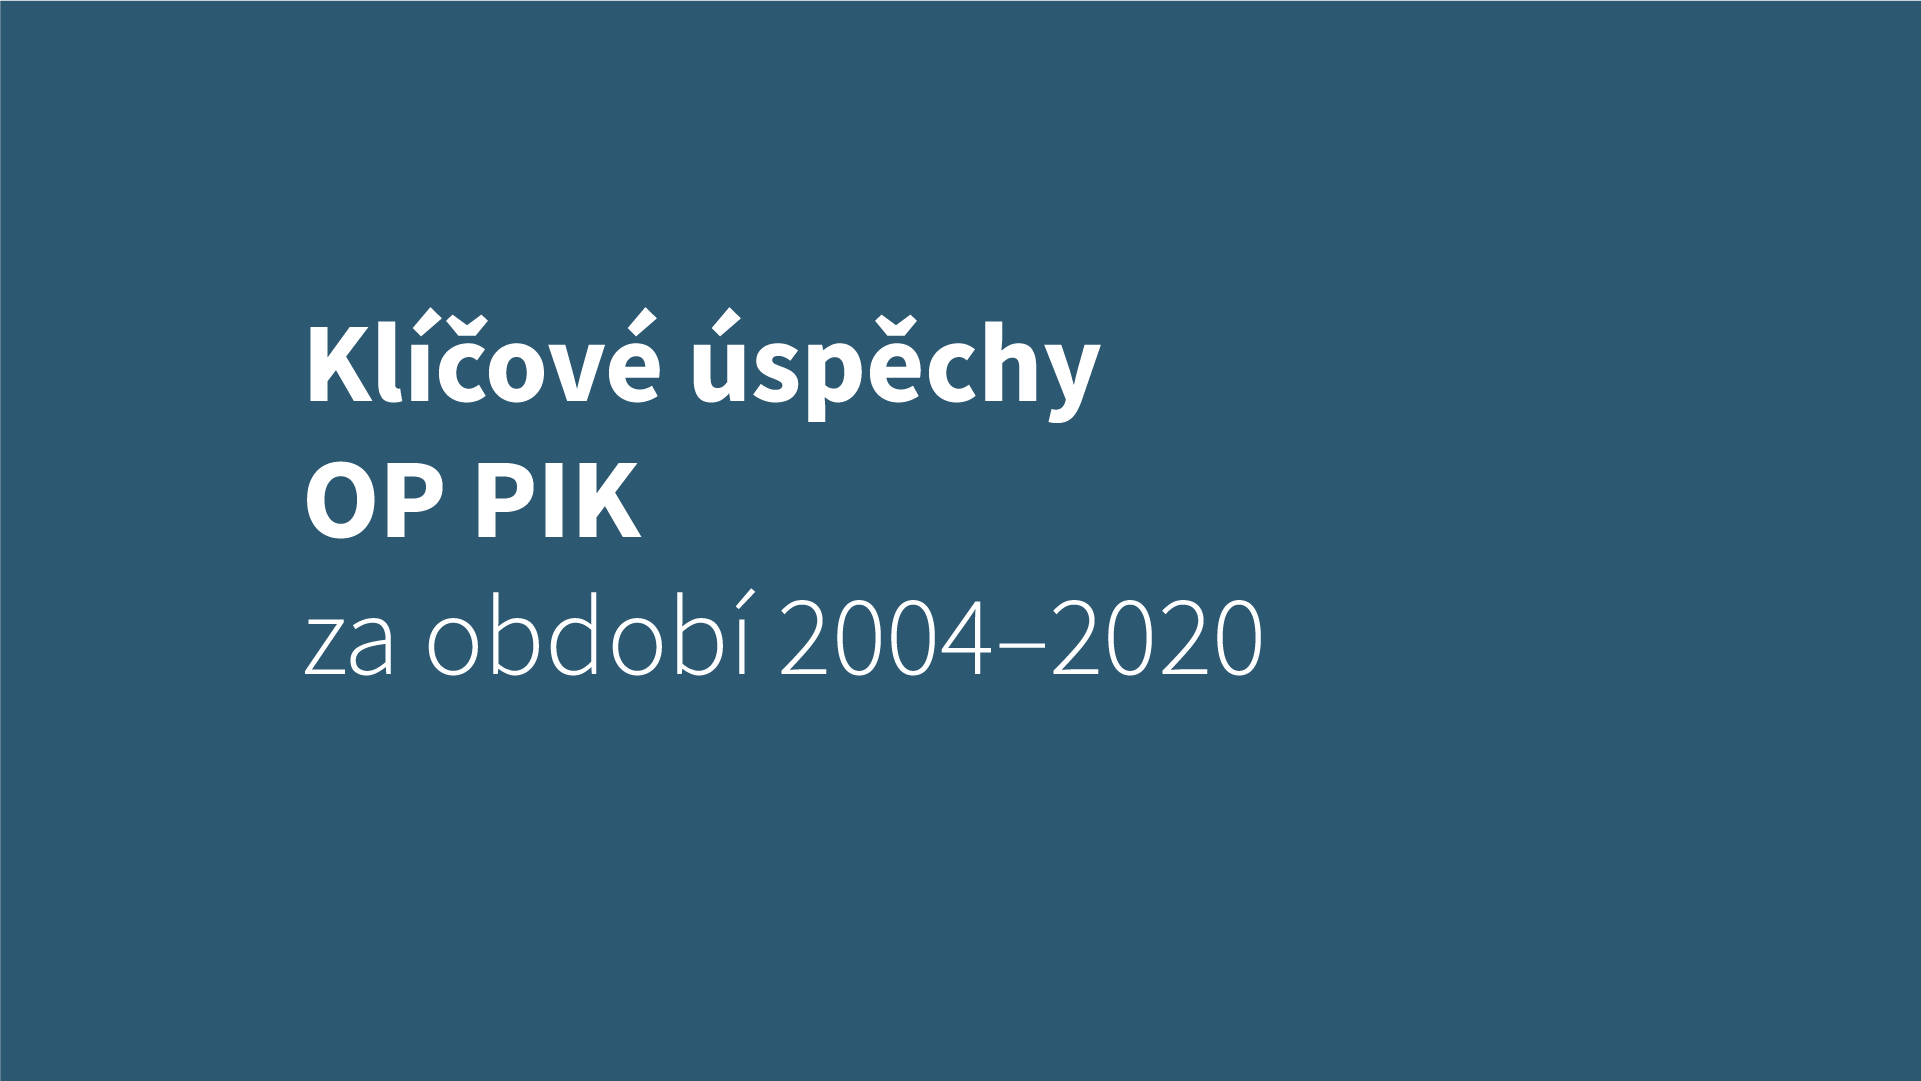 Klíčové úspěchy
OP PIK
za období 2004–2020